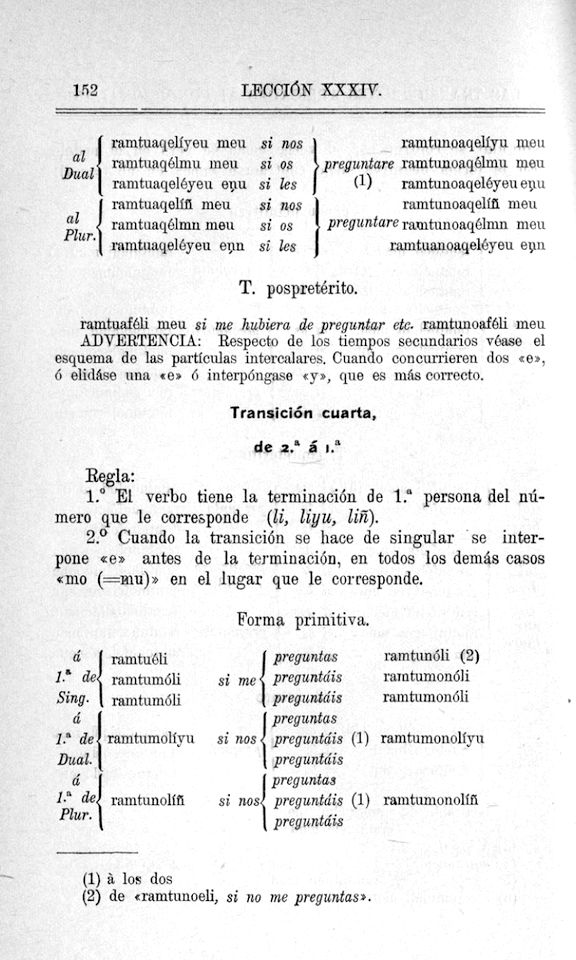 152 LECCIÓN XXXIV.
al Dual ramtuaqelíyeu meu si nos ramtunoaqelíyu meu
ramtuaqélmu meu si os preguntare ramtunoaqélmu meu
ramtuaqeléyeu eṇu si les (1) ramtunoaqeléyeu eṇu
al Plur. ramtuaqelíñ meu si nos ramtunoaqelíñ meu
ramtuaqélmn meu si os preguntare ramtunoaqélmn meu
ramtuaqeléyeu eṇn si les ramtuanoaqeléyeu eṇn
T. pospretérito.
ramtuaféli meu si me hubiera de preguntar etc. ramtunoaféli meu
ADVERTENCIA: Respecto de los tiempos secundarios véase el
esquema de las partículas intercalares. Cuando concurrieren dos «e»,
ó elidáse una «e» ó interpóngase «y», que es más correcto.
Transición cuarta,
de 2.ª á 1.ª
Regla:
1.º El verbo tiene la terminación de 1.ª persona del nú-
mero que le corresponde (li, liyu, liñ).
2.º Cuando la transición se hace de singular se inter-
pone «e» antes de la terminación, en todos los demás casos
«mo (=mu)» en el lugar que le corresponde.
Forma primitiva.
á ramtuéli preguntas ramtunóli (2)
1.ª de ramtumóli si me preguntáis ramtumonóli
Sing. ramtumóli preguntáis ramtumonóli
á preguntas
1.ª de ramtumolíyu si nos preguntáis (1) ramtumonolíyu
Dual. preguntáis
á preguntas
1.ª de ramtunolíñ si nos preguntáis (1) ramtumonolíñ
Plur. preguntáis
(1) à los dos
(2) de «ramtunoeli, si no me preguntas».